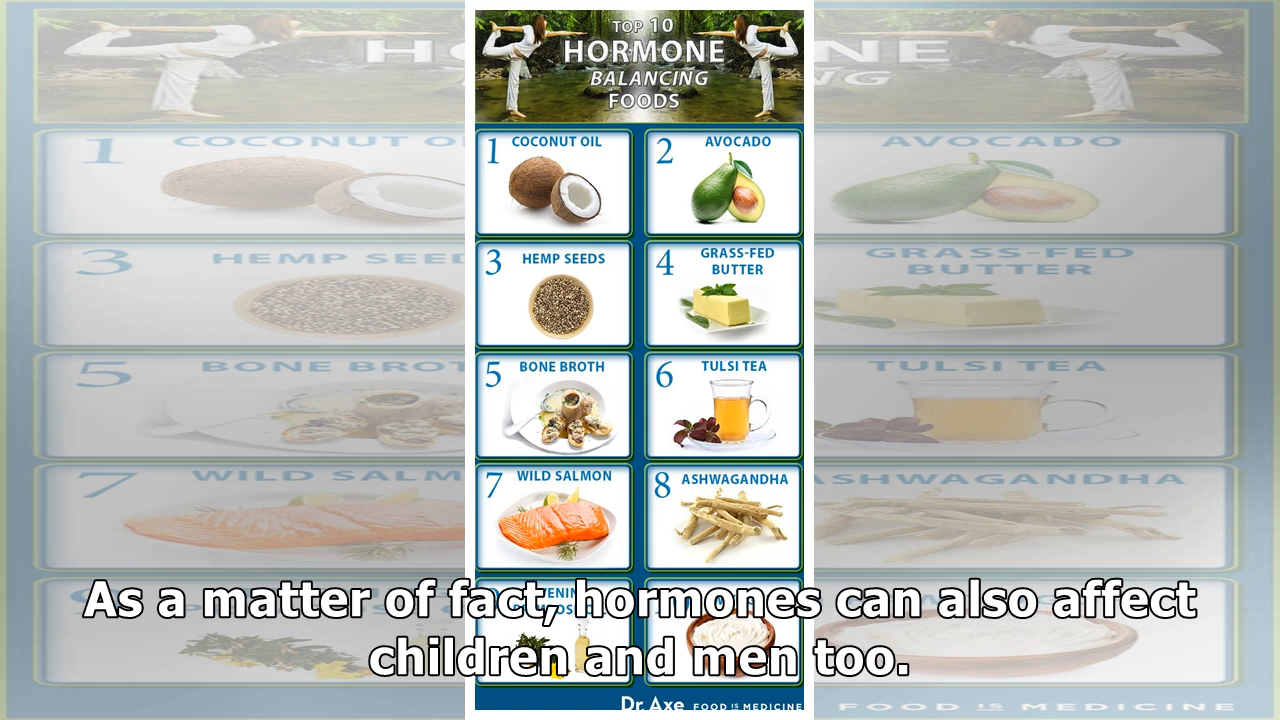 TOP 10
HORMONE
BALANCING
FOODS
1 COCONUT OIL
2 AVOCADO
3 HEMP SEEDS
4 GRASS-FED
BUTTER
5 BONE BROTH
6 TULSI TEA
7 WILD SALMON
8 ASHWAGANDHA
As a matter of fact, hormones can also affect
children and men too.
Dr. Axe FOOD IS MEDICINE